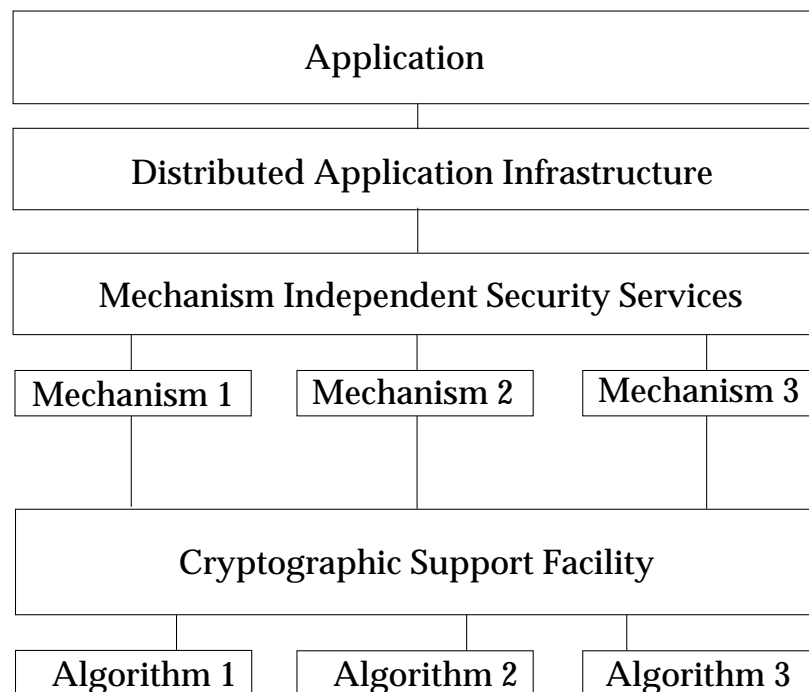 Application
Distributed Application Infrastructure
Mechanism Independent Security Services
Mechanism 1
Mechanism 2
Mechanism 3
Cryptographic Support Facility
Algorithm 1
Algorithm 2
Algorithm 3